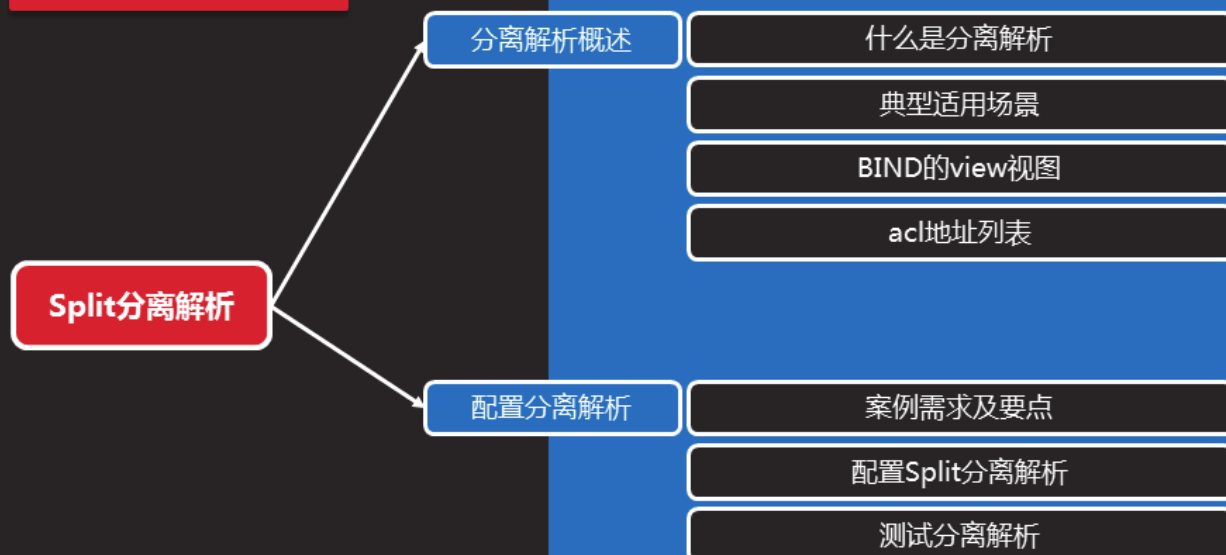 Split分离解析
分离解析概述
什么是分离解析
典型适用场景
BIND的view视图
acl地址列表
配置分离解析
案例需求及要点
配置Split分离解析
测试分离解析